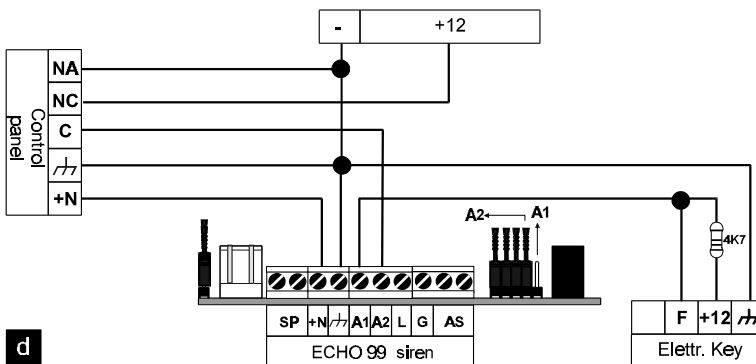 - +12
NA
NC
C
+N
Control panel
A2 A1
4K7
SP +N A1 A2 L G AS
ECHO 99 siren
F +12
Elettr. Key
d